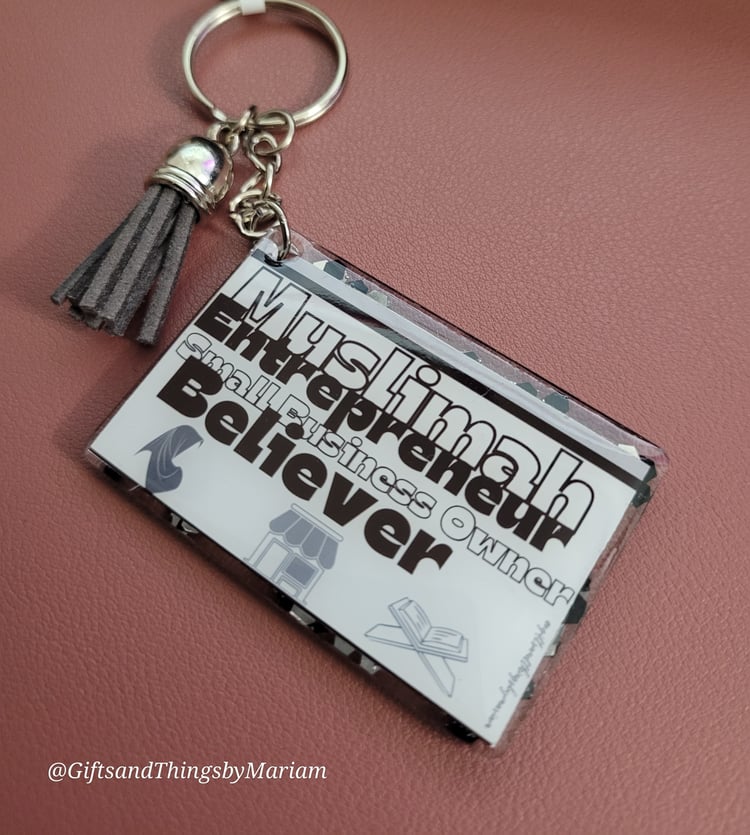 Muslimah
Entrepreneur
Small Business Owner
Believer
@GiftsandThingsbyMariam